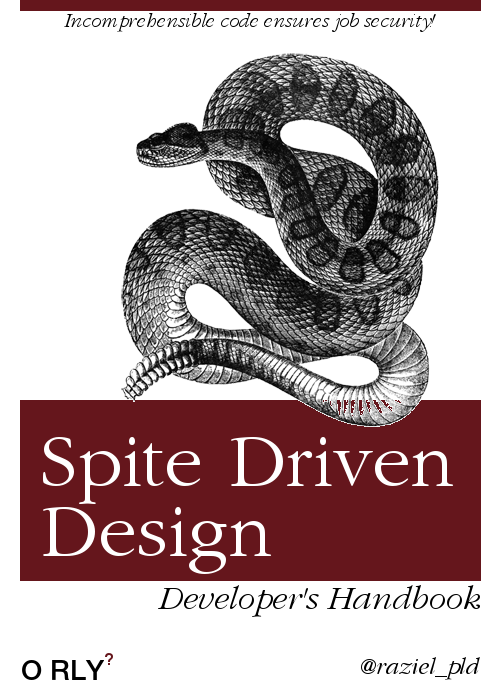 Incomprehensible code ensures job security!
Spite Driven
Design
Developer's Handbook
O RLY?
@raziel_pld